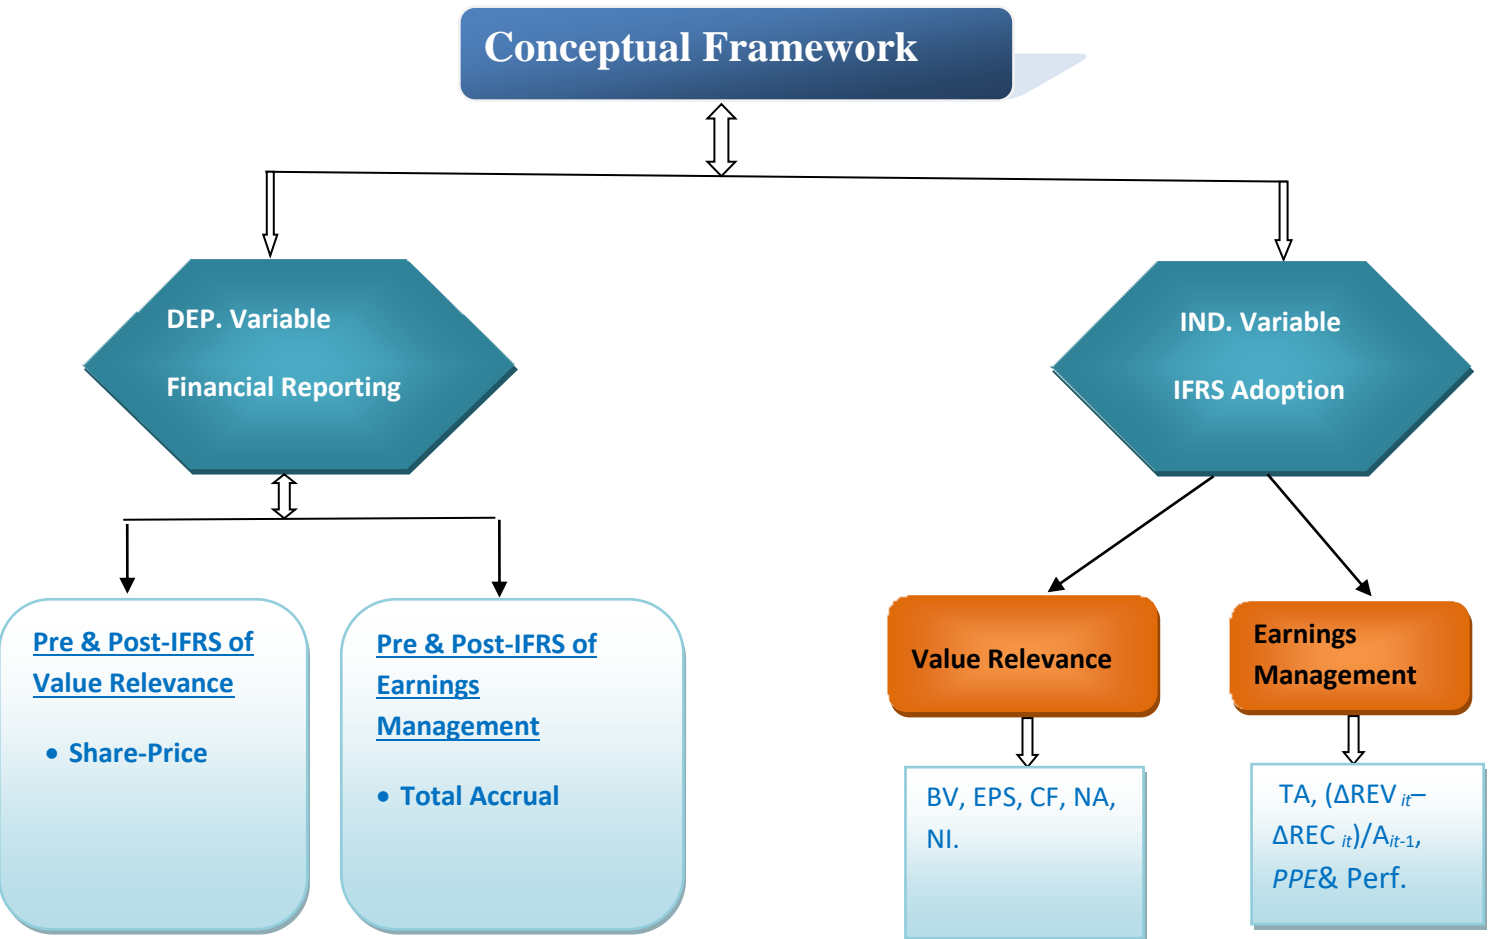 Conceptual Framework
DEP. Variable
Financial Reporting
IND. Variable
IFRS Adoption
Pre & Post-IFRS of
Value Relevance
• Share-Price
Pre & Post-IFRS of
Earnings
Management
• Total Accrual
Value Relevance
Earnings
Management
BV, EPS, CF, NA,
NI.
TA, (ΔREV it–
ΔREC it)/Ait-1,
PPE& Perf.